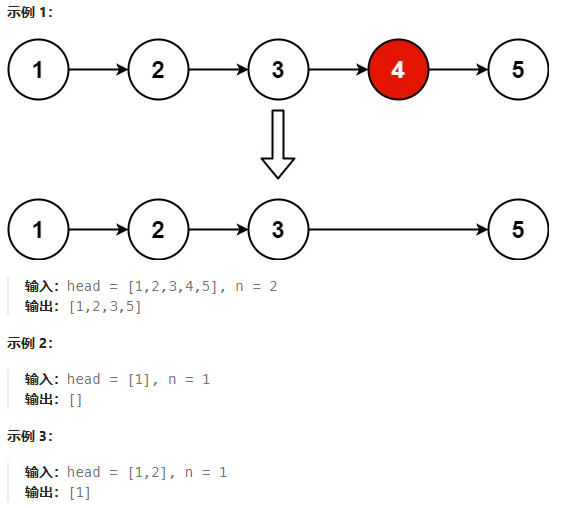 示例 1：
1 2 3 4 5
1 2 3 5
输入：head = [1,2,3,4,5], n = 2
输出：[1,2,3,5]
示例 2：
输入：head = [1], n = 1
输出：[]
示例 3：
输入：head = [1,2], n = 1
输出：[1]